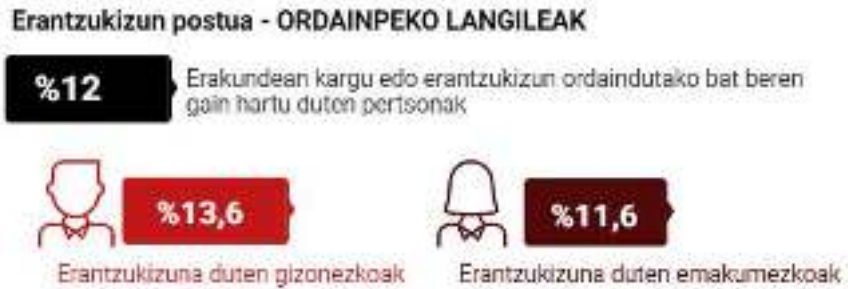 Erantzukizun postua - ORDAINPEKO LANGILEAK
%12
Erakundean kargu edo erantzukizun ordaindutako bat beren
gain hartu duten pertsonak
%13,6
%11,6
Erantzukizuna duten gizonezkoak
Erantzukizuna duten emakumezkoak